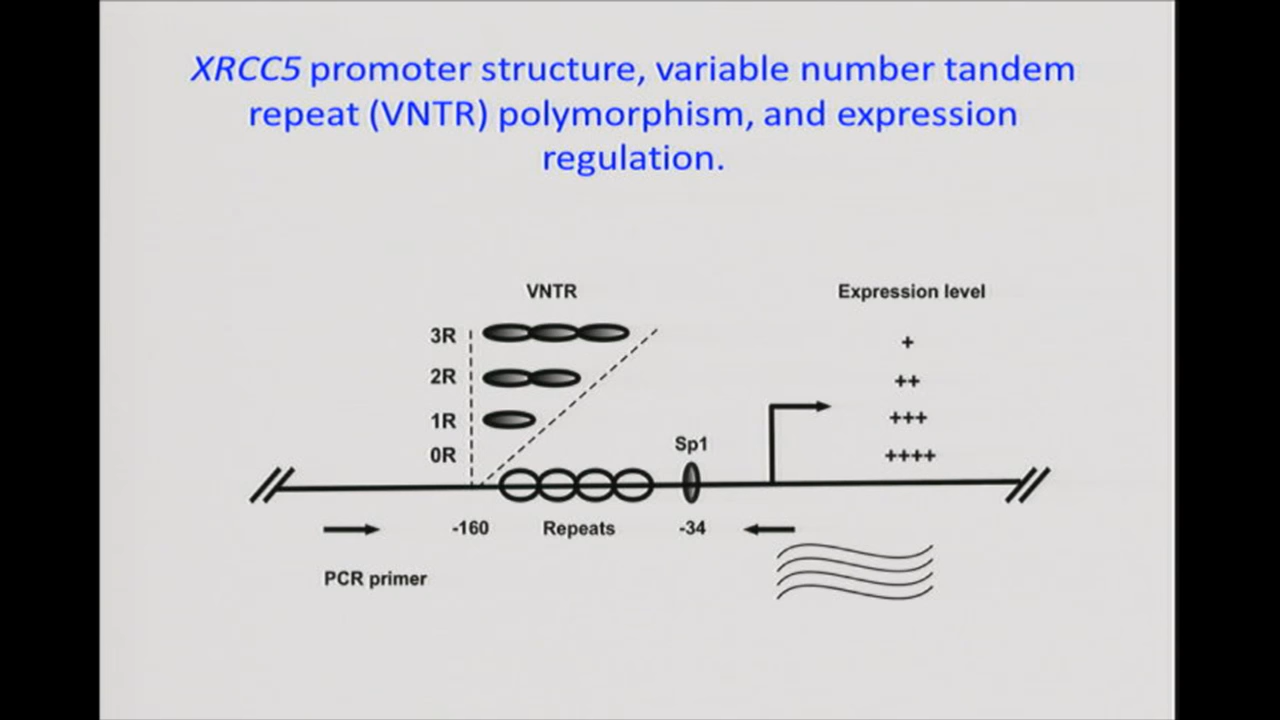 XRCC5 promoter structure, variable number tandem
repeat (VNTR) polymorphism, and expression
regulation.
VNTR
Expression level
3R
+
2R
++
1R
+++
0R
++++
Sp1
-160
Repeats
-34
PCR primer